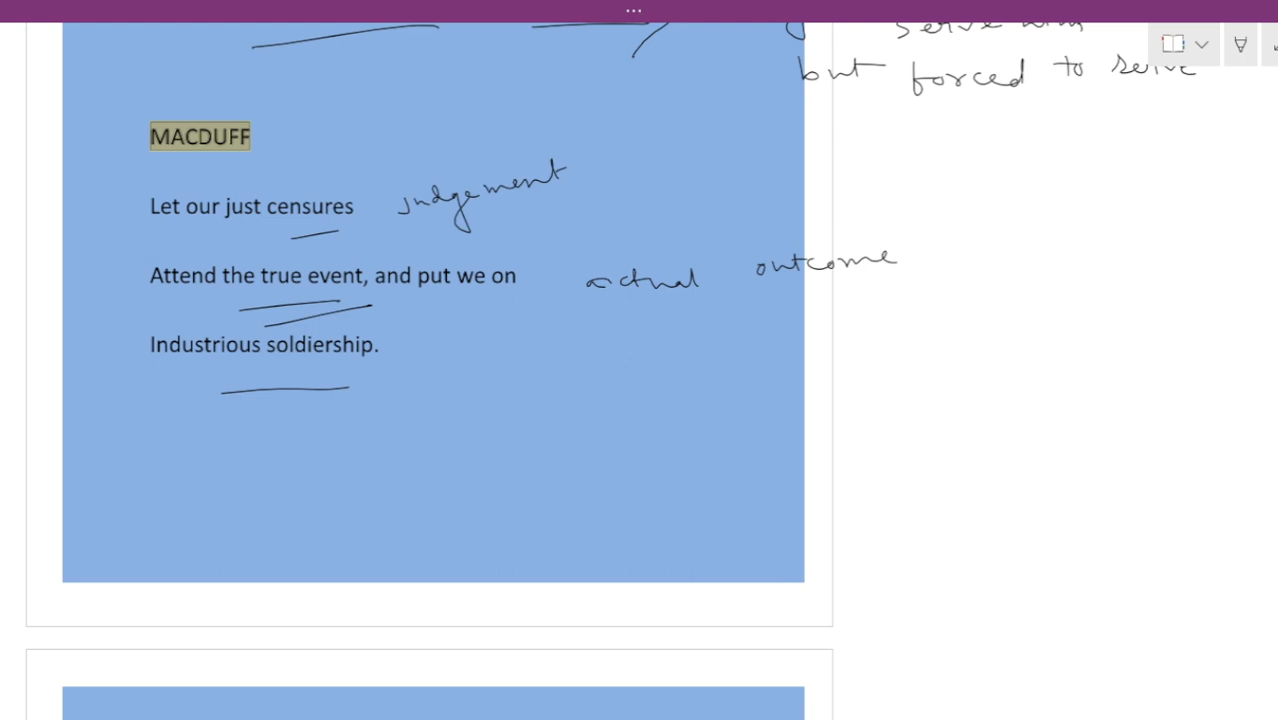 serve
but forced to serve
MACDUFF
Let our just censures judgement
Attend the true event, and put we on actual outcome
Industrious soldiership.